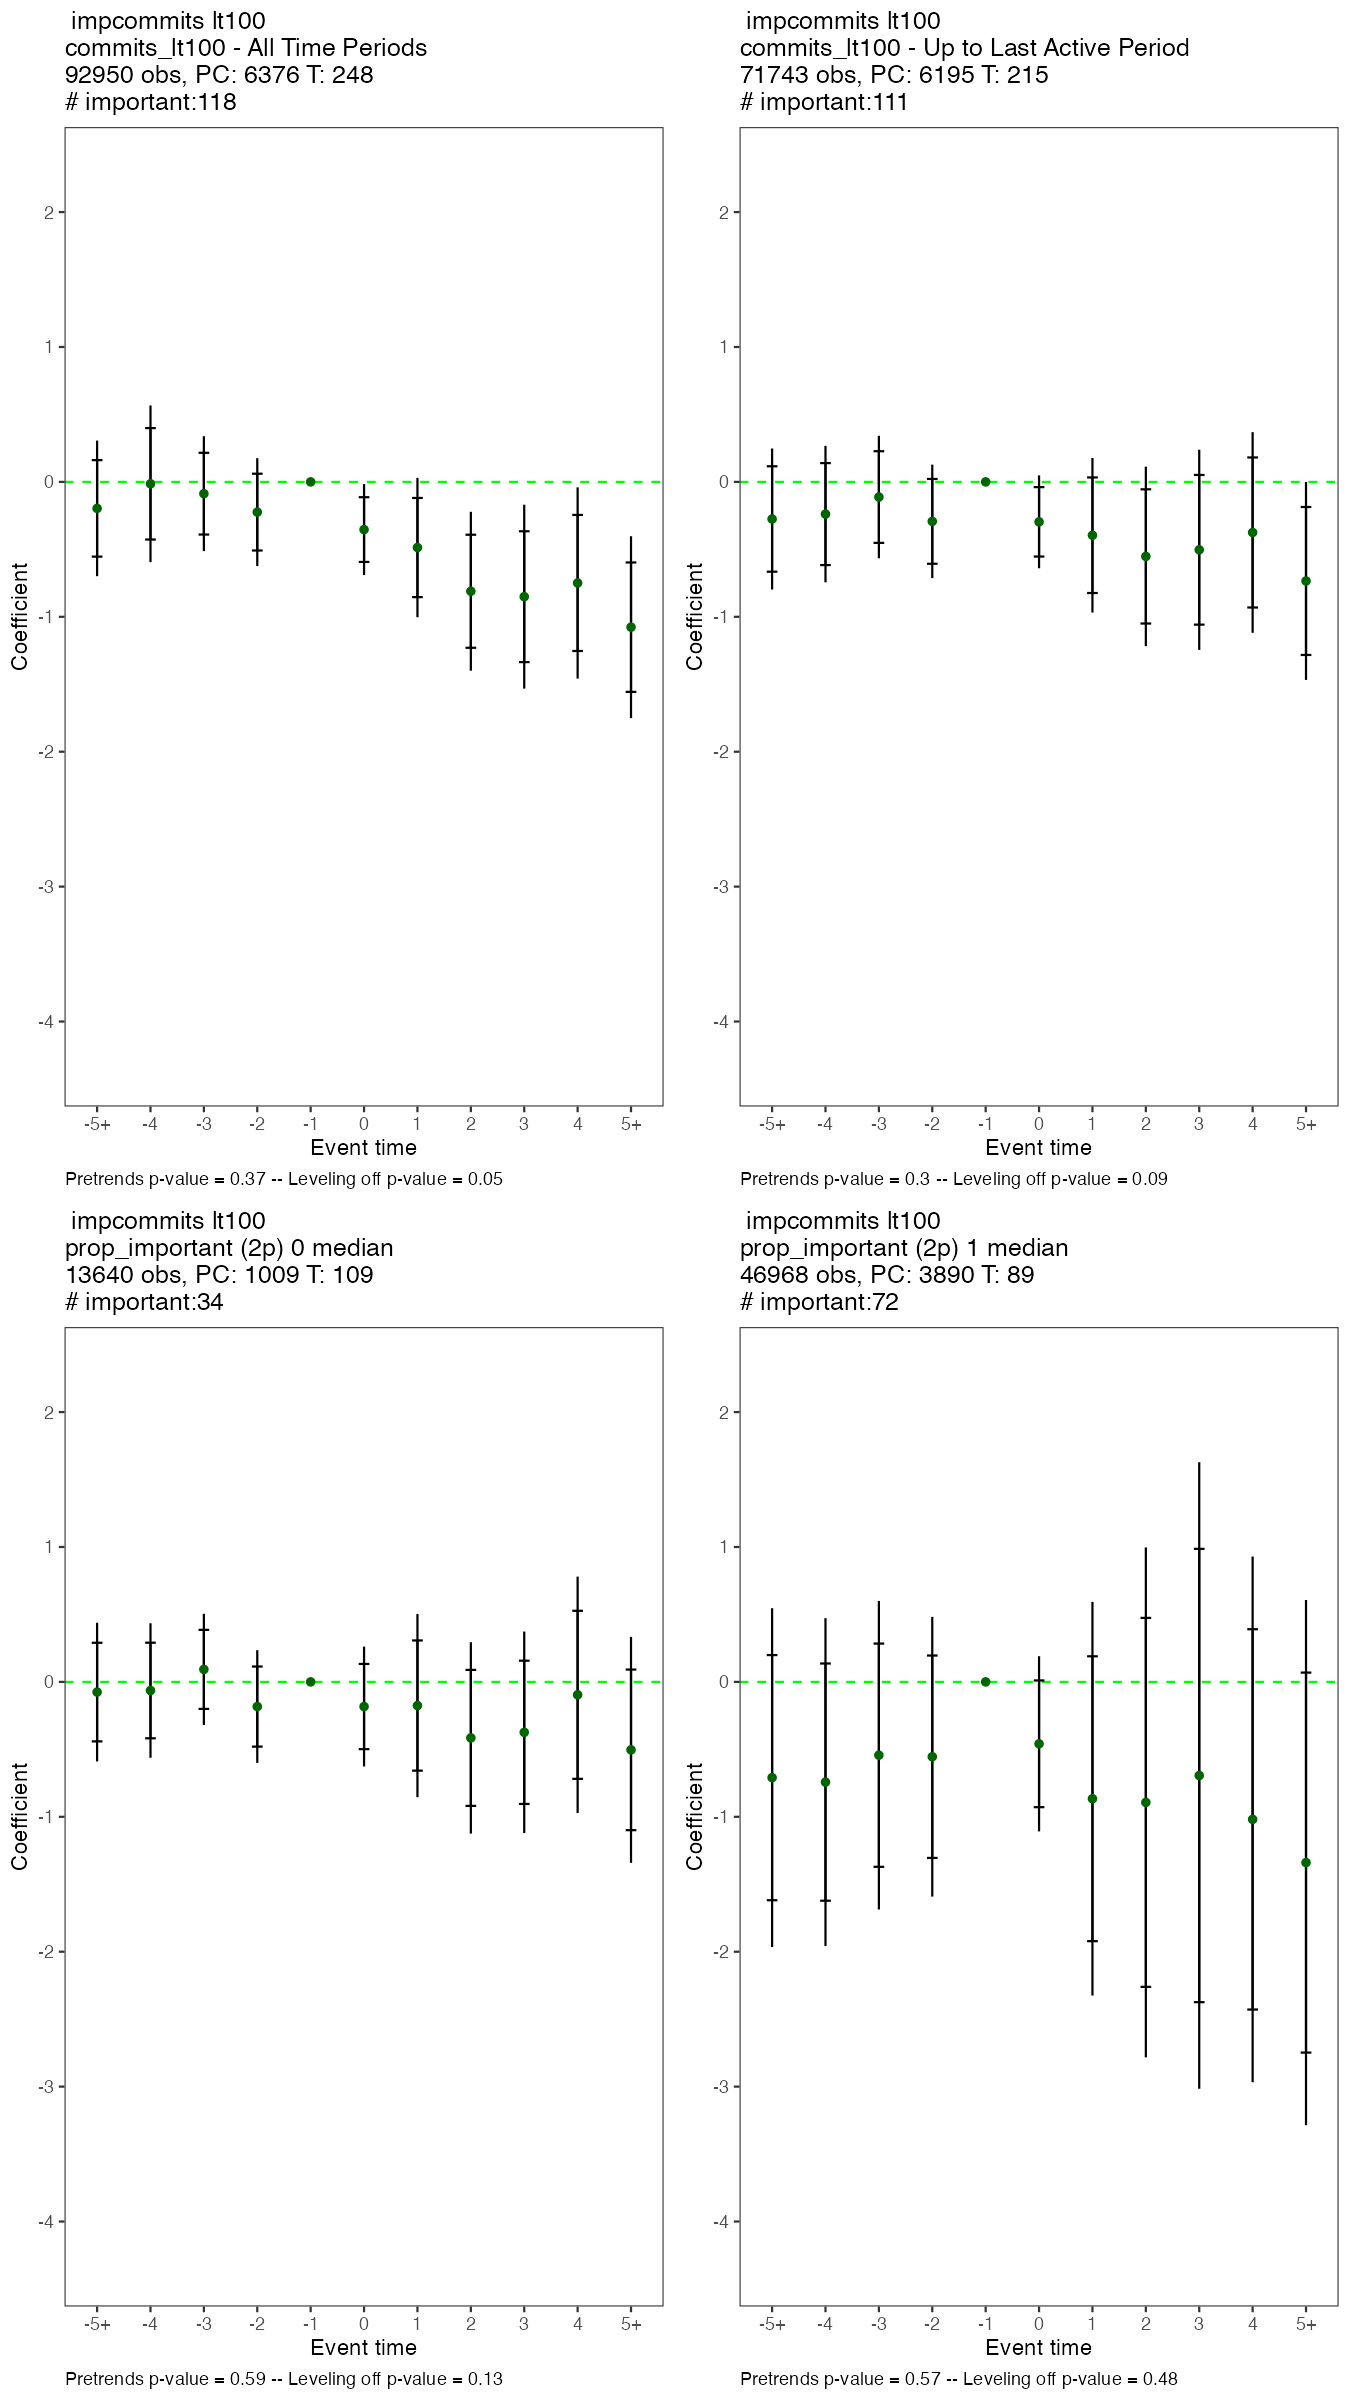 impcommits lt100
commits_lt100 - All Time Periods
92950 obs, PC: 6376 T: 248
# important:118
2
1
0
-1
-2
-3
-4
Coefficient
-5+ -4 -3 -2 -1 0 1 2 3 4 5+
Event time
Pretrends p-value = 0.37 -- Leveling off p-value = 0.05
impcommits lt100
commits_lt100 - Up to Last Active Period
71743 obs, PC: 6195 T: 215
# important:111
2
1
0
-1
-2
-3
-4
Coefficient
-5+ -4 -3 -2 -1 0 1 2 3 4 5+
Event time
Pretrends p-value = 0.3 -- Leveling off p-value = 0.09
impcommits lt100
prop_important (2p) 0 median
13640 obs, PC: 1009 T: 109
# important:34
2
1
0
-1
-2
-3
-4
Coefficient
-5+ -4 -3 -2 -1 0 1 2 3 4 5+
Event time
Pretrends p-value = 0.59 -- Leveling off p-value = 0.13
impcommits lt100
prop_important (2p) 1 median
46968 obs, PC: 3890 T: 89
# important:72
2
1
0
-1
-2
-3
-4
Coefficient
-5+ -4 -3 -2 -1 0 1 2 3 4 5+
Event time
Pretrends p-value = 0.57 -- Leveling off p-value = 0.48